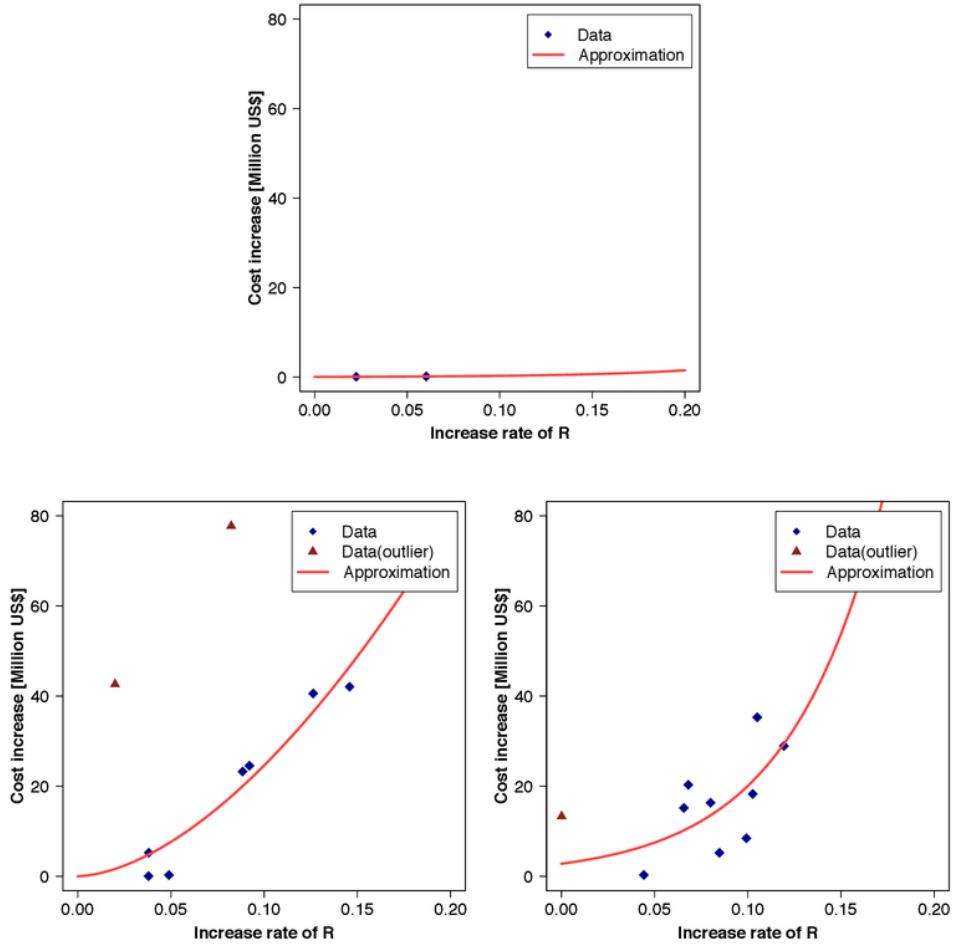 80
60
40
20
0
Cost increase [Million US$]
Data
Approximation
0.00 0.05 0.10 0.15 0.20
Increase rate of R
80
60
40
20
0
Cost increase [Million US$]
Data
Data(outlier)
Approximation
0.00 0.05 0.10 0.15 0.20
Increase rate of R
80
60
40
20
0
Cost increase [Million US$]
Data
Data(outlier)
Approximation
0.00 0.05 0.10 0.15 0.20
Increase rate of R